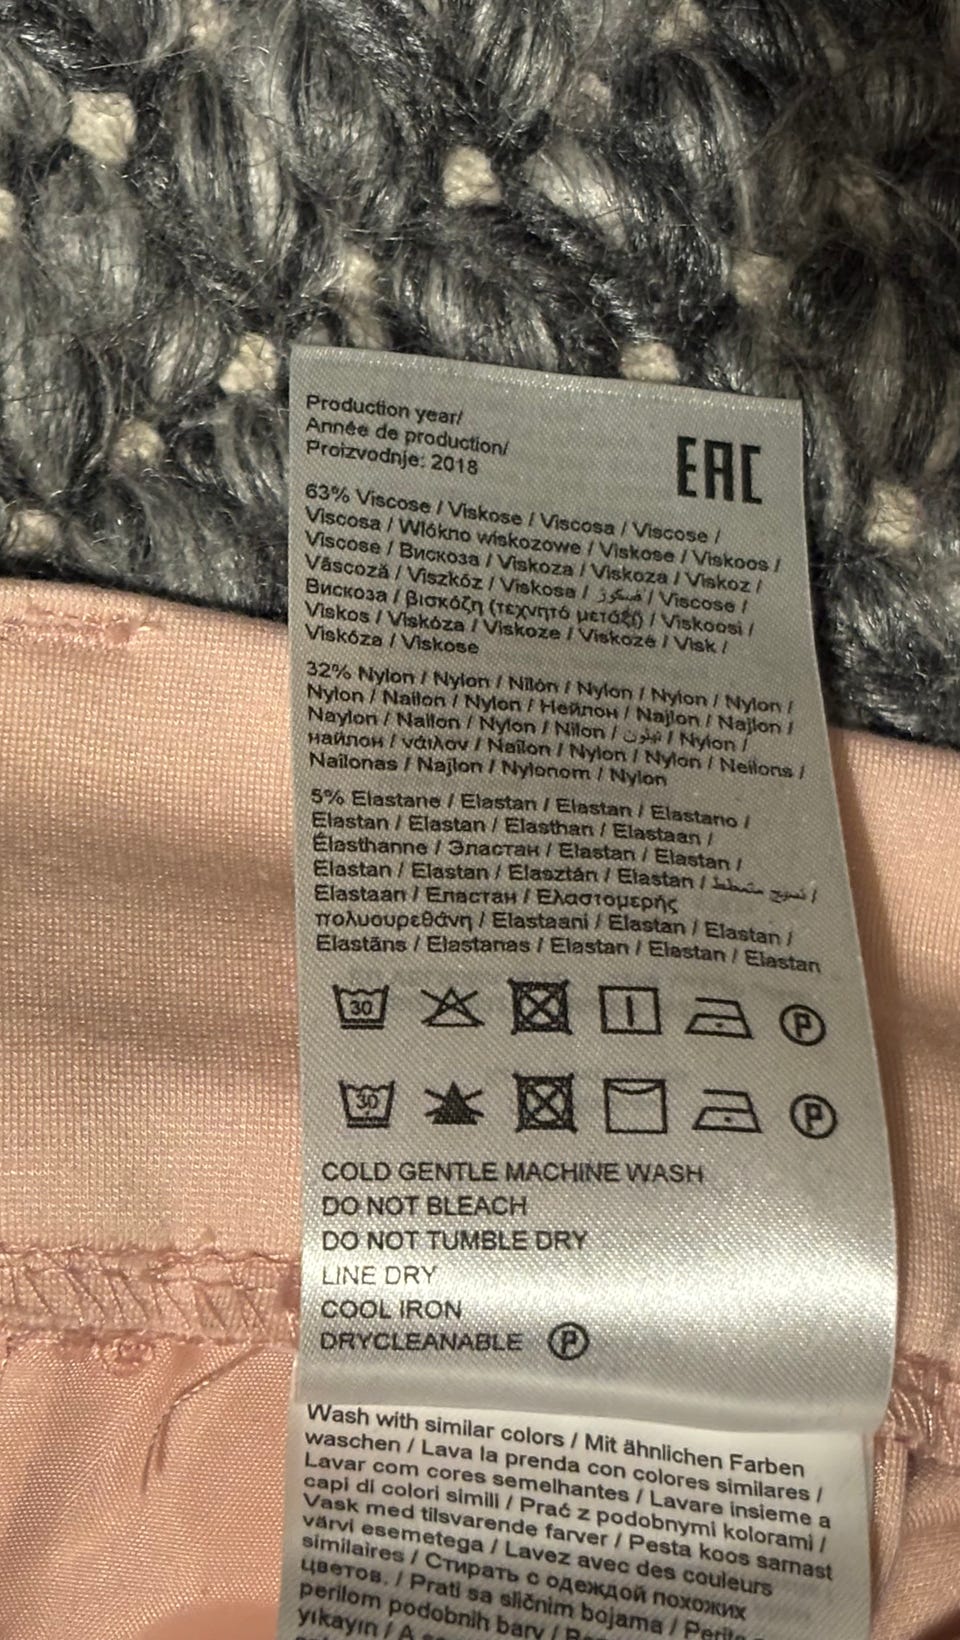 Production year/
Année de production/
Proizvodnje: 2018
EAC
63% Viscose / Viskose / Viscosa / Viscose /
Viscosa / Włókno wiskozowe / Viskose / Viskoos /
Viscose / Вискоза / Viskoza / Viskoza / Viskoz /
Vâscoză / Viszkóz / Viskosa / فسكوز / Viscose /
Вискоза / βισκόζη (τεχνητό μετάξι) / Viskoosi /
Viskos / Viskóza / Viskoze / Viskozė / Visk /
Viskóza / Viskose
32% Nylon / Nylon / Nilón / Nylon / Nylon / Nylon /
Nylon / Nailon / Nylon / Нейлон / Najlon / Najlon /
Naylon / Nailon / Nylon / Nilon / نيلون / Nylon /
найлон / νάιλον / Nailon / Nylon / Nylon / Neilons /
Nailonas / Najlon / Nylonom / Nylon
5% Elastane / Elastan / Elastan / Elastano /
Elastan / Elastan / Elasthan / Elastaan /
Élasthanne / Эластан / Elastan / Elastan /
Elastan / Elastan / Elasztán / Elastan / نسيج مطط /
Elastaan / Еластан / Ελαστομερής
πολυουρεθάνη / Elastaani / Elastan / Elastan /
Elastāns / Elastanas / Elastan / Elastan / Elastan
30 P
30 P
COLD GENTLE MACHINE WASH
DO NOT BLEACH
DO NOT TUMBLE DRY
LINE DRY
COOL IRON
DRYCLEANABLE P
Wash with similar colors / Mit ähnlichen Farben
waschen / Lava la prenda con colores similares /
Lavar com cores semelhantes / Lavare insieme a
capi di colori simili / Prać z podobnymi kolorami /
Vask med tilsvarende farver / Pesta koos sarnast
värvi esemetega / Lavez avec des couleurs
similaires / Стирать с одеждой похожих
цветов. / Prati sa sličnim bojama / Perite
perilom podobnih barv /
yıkayın / A